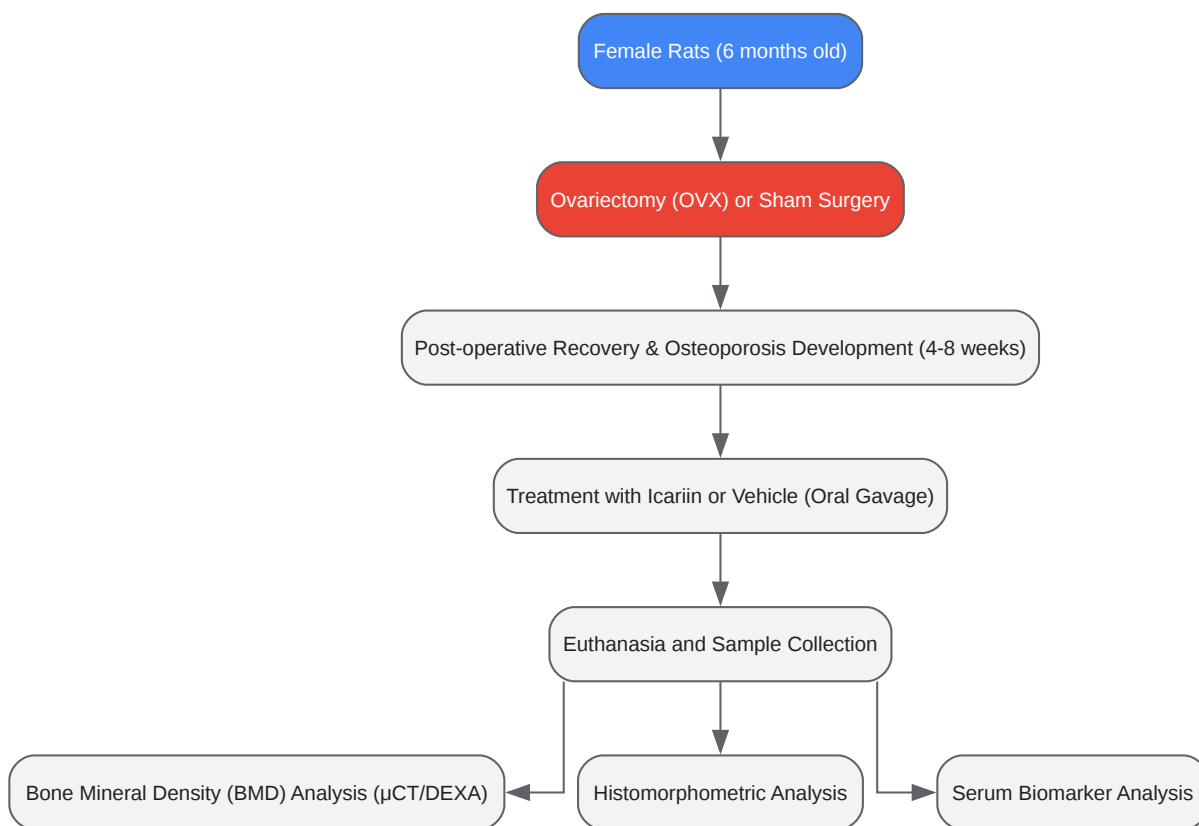 Female Rats (6 months old)
Ovariectomy (OVX) or Sham Surgery
Post-operative Recovery & Osteoporosis Development (4-8 weeks)
Treatment with Icariin or Vehicle (Oral Gavage)
Euthanasia and Sample Collection
Bone Mineral Density (BMD) Analysis (µCT/DEXA)
Histomorphometric Analysis
Serum Biomarker Analysis